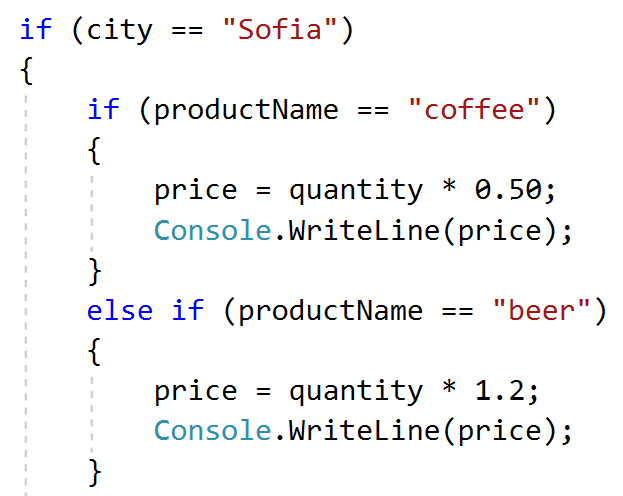 if (city == "Sofia")
{
    if (productName == "coffee")
    {
        price = quantity * 0.50;
        Console.WriteLine(price);
    }
    else if (productName == "beer")
    {
        price = quantity * 1.2;
        Console.WriteLine(price);
    }